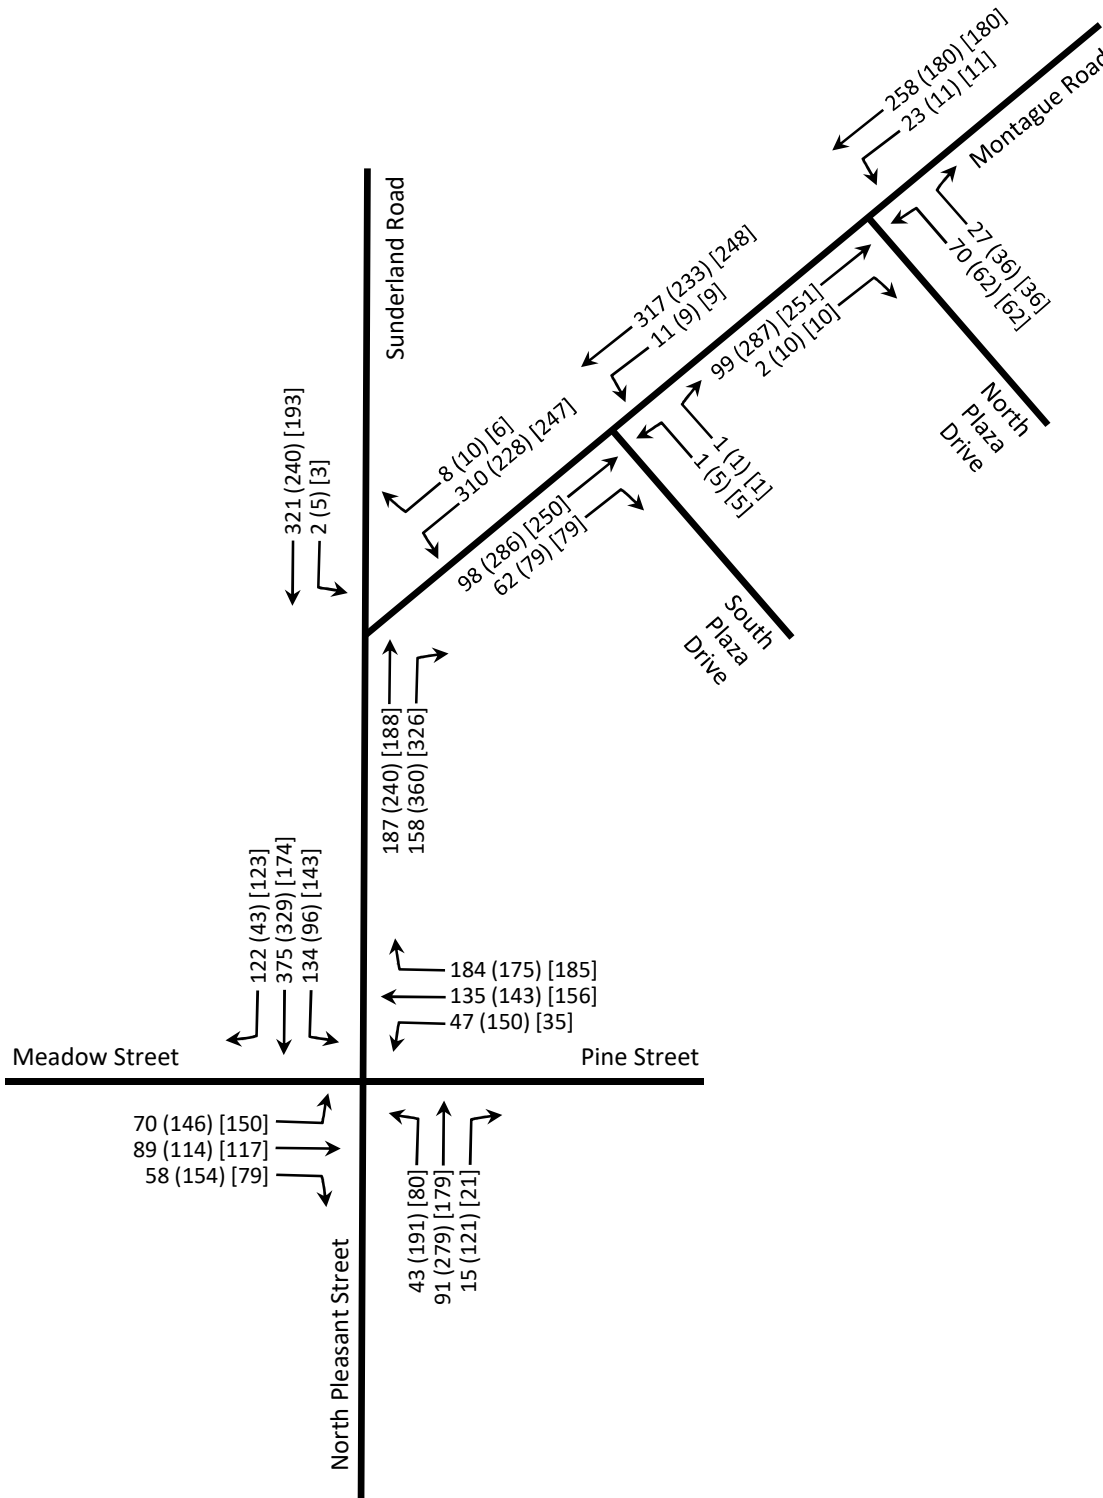 258 (180) [180]
23 (11) [11]
Montague Road
27 (36) [36]
70 (62) [62]
Sunderland Road
317 (233) [248]
11 (9) [9]
99 (287) [251]
2 (10) [10]
North
Plaza
Drive
321 (240) [193]
2 (5) [3]
8 (10) [6]
310 (228) [247]
1 (1) [1]
1 (5) [5]
98 (286) [250]
62 (79) [79]
South
Plaza
Drive
187 (240) [188]
158 (360) [326]
122 (43) [123]
375 (329) [174]
134 (96) [143]
184 (175) [185]
135 (143) [156]
47 (150) [35]
Meadow Street
Pine Street
70 (146) [150]
89 (114) [117]
58 (154) [79]
43 (191) [80]
91 (279) [179]
15 (121) [21]
North Pleasant Street